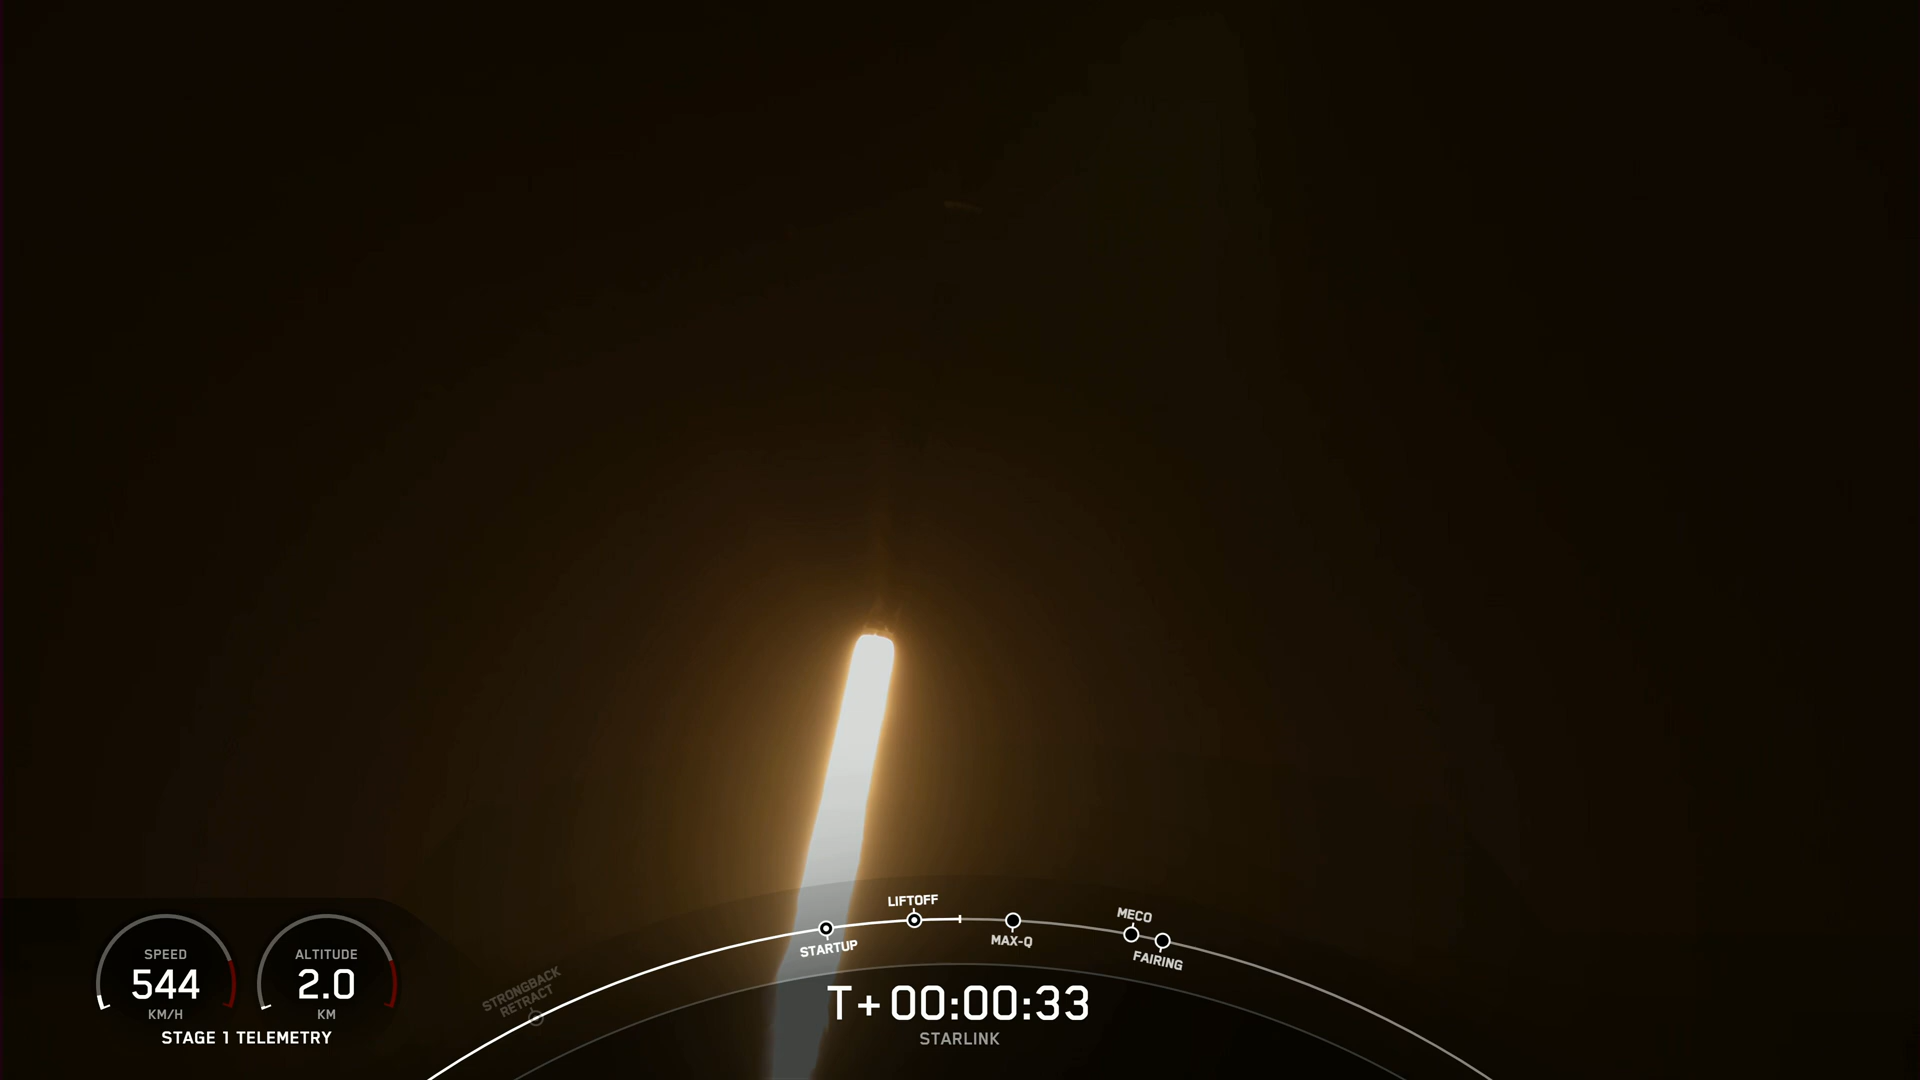 LIFTOFF
STARTUP
MAX-Q
MECO
FAIRING
STRONGBACK
RETRACT
SPEED
544
KM/H
ALTITUDE
2.0
KM
STAGE 1 TELEMETRY
T+00:00:33
STARLINK